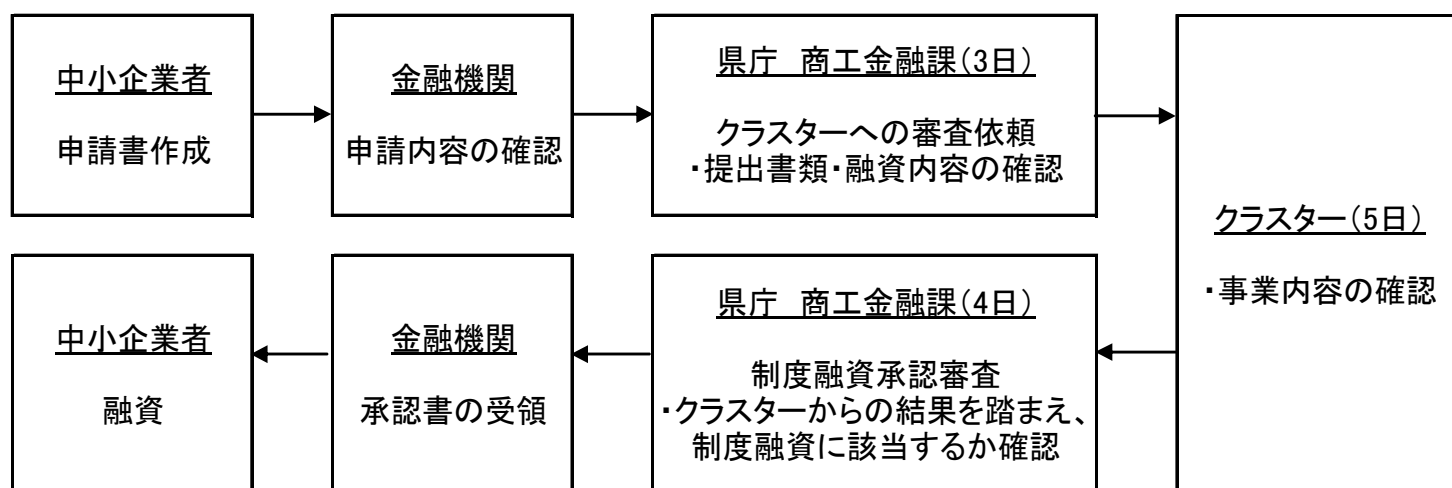 中小企業者
申請書作成
金融機関
申請内容の確認
県庁　商工金融課(3日)
クラスターへの審査依頼
・提出書類・融資内容の確認
クラスター(5日)
・事業内容の確認
県庁　商工金融課(4日)
制度融資承認審査
・クラスターからの結果を踏まえ、
制度融資に該当するか確認
金融機関
承認書の受領
中小企業者
融資